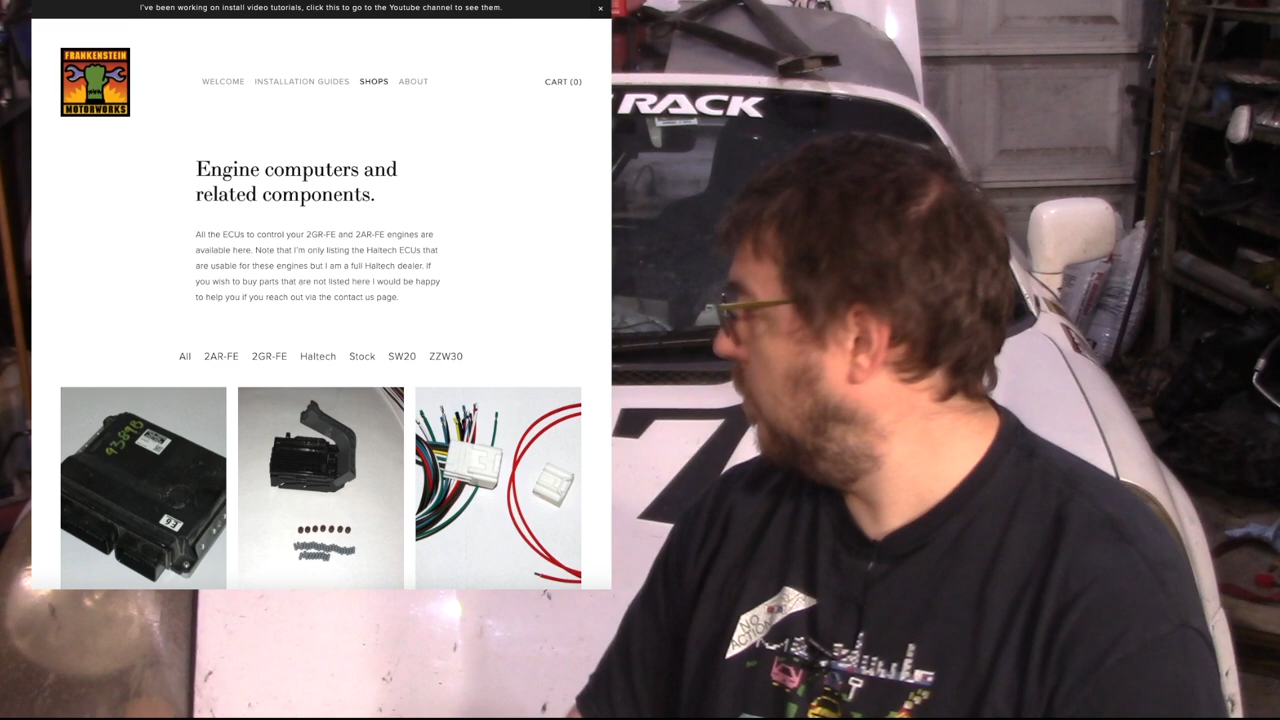 I've been working on install video tutorials, click this to go to the Youtube channel to see them.
×
FRANKENSTEIN
MOTORWORKS
WELCOME INSTALLATION GUIDES SHOPS ABOUT
CART (0)
Engine computers and
related components.
All the ECUs to control your 2GR-FE and 2AR-FE engines are
available here. Note that I'm only listing the Haltech ECUs that
are usable for these engines but I am a full Haltech dealer. If
you wish to buy parts that are not listed here I would be happy
to help you if you reach out via the contact us page.
All 2AR-FE 2GR-FE Haltech Stock SW20 ZZW30
93898
E6
RACK
7
NO
ACTION